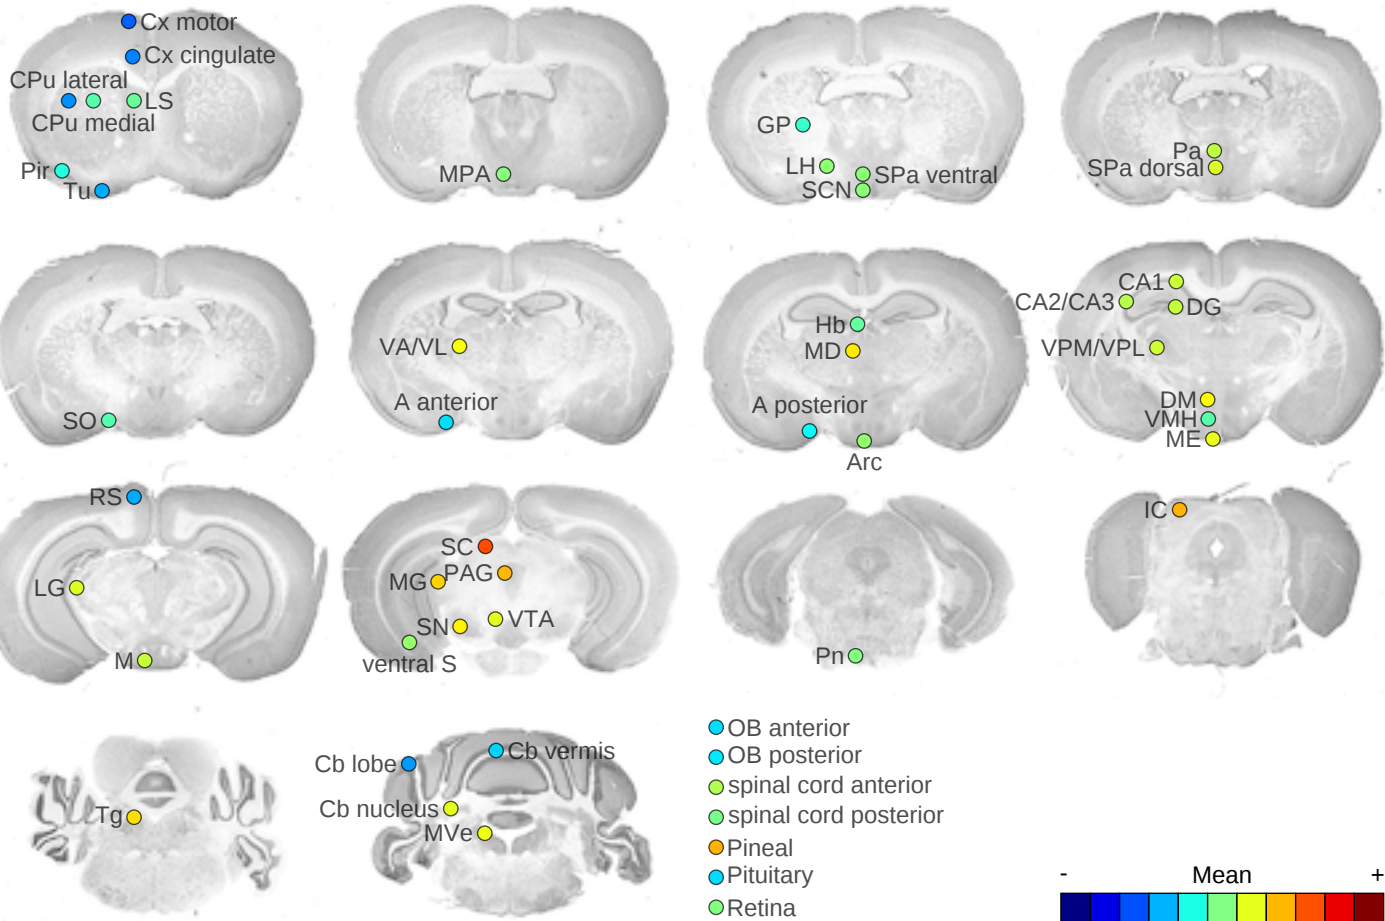 Cx motor
Cx cingulate
CPu lateral
LS
CPu medial
Pir
Tu
MPA
GP
LH
SPa ventral
SCN
Pa
SPa dorsal
SO
VA/VL
A anterior
Hb
MD
A posterior
Arc
CA1
CA2/CA3
DG
VPM/VPL
DM
VMH
ME
RS
LG
M
SC
PAG
MG
SN
VTA
ventral S
Pn
IC
Tg
Cb lobe
Cb vermis
Cb nucleus
MVe
OB anterior
OB posterior
spinal cord anterior
spinal cord posterior
Pineal
Pituitary
Retina
- Mean +